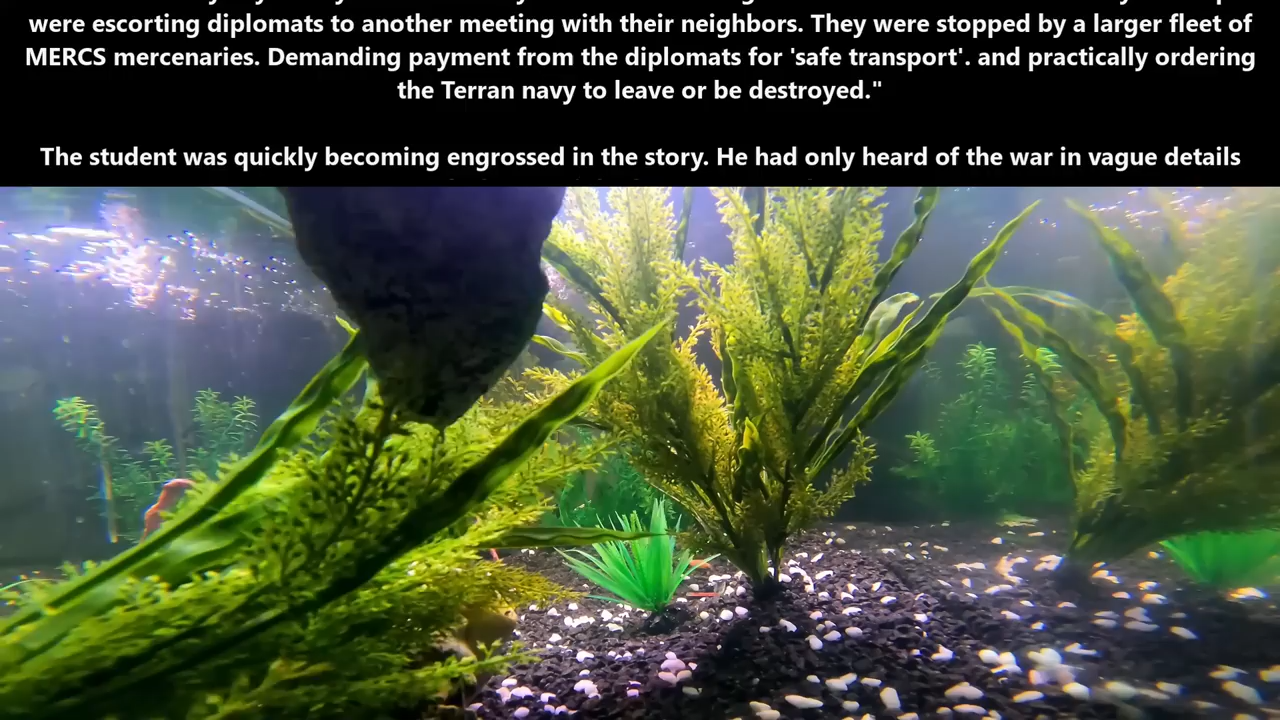 were escorting diplomats to another meeting with their neighbors. They were stopped by a larger fleet of
MERCS mercenaries. Demanding payment from the diplomats for 'safe transport'. and practically ordering
the Terran navy to leave or be destroyed."
The student was quickly becoming engrossed in the story. He had only heard of the war in vague details